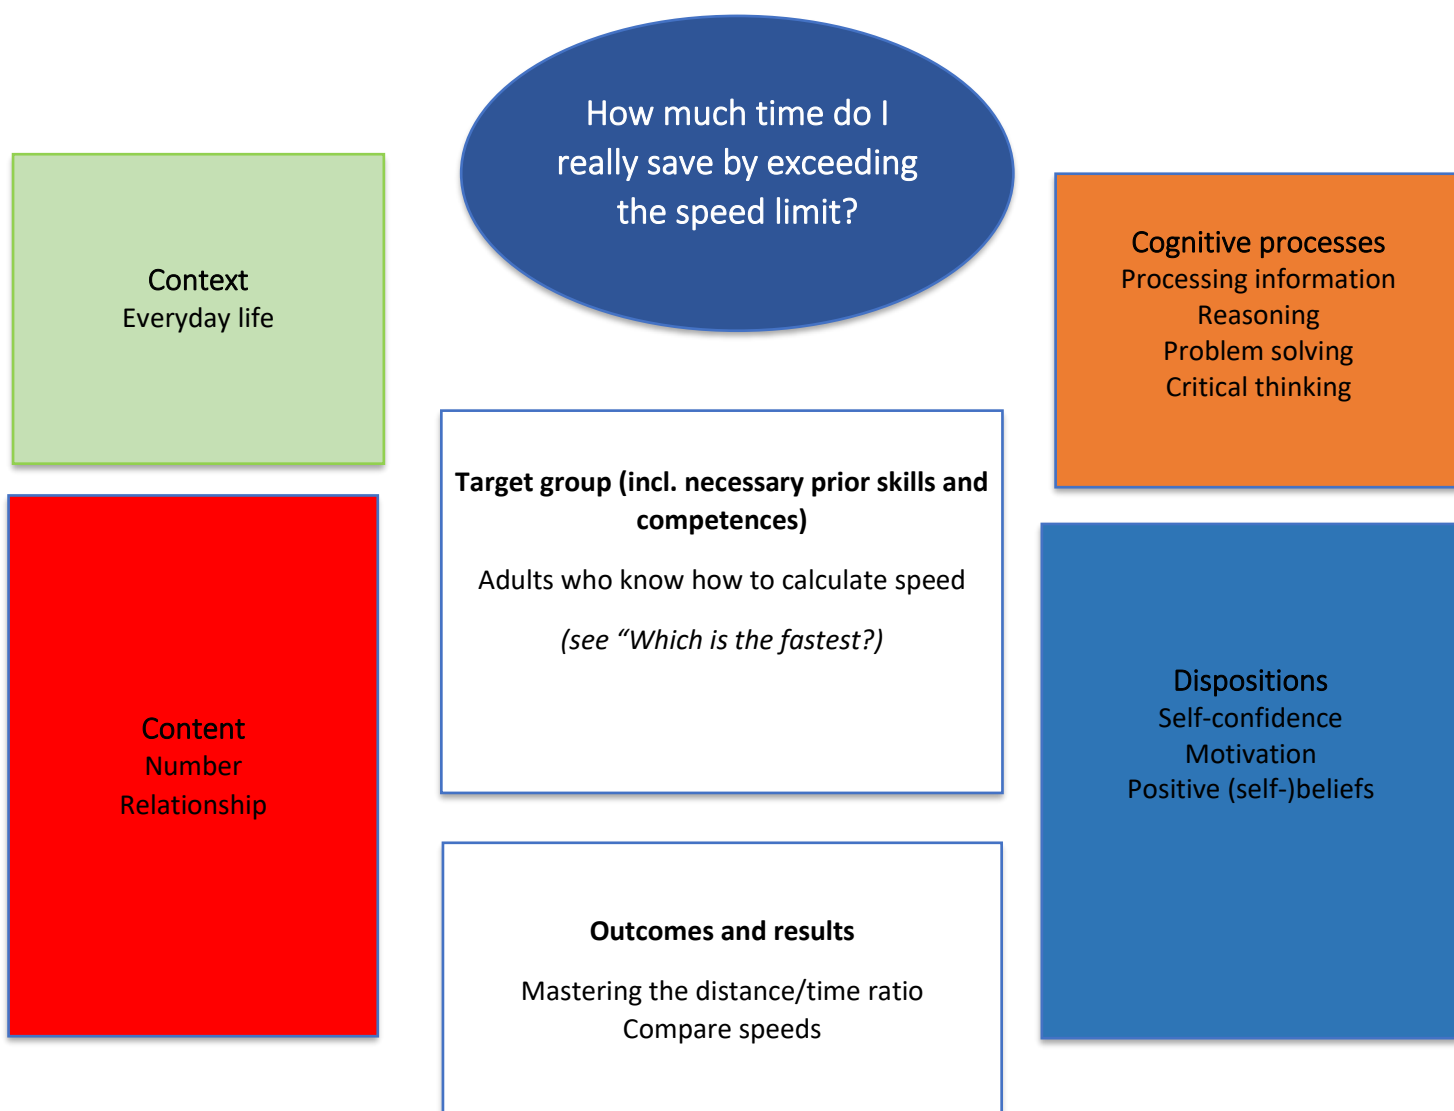 How much time do I
really save by exceeding
the speed limit?
Context
Everyday life
Cognitive processes
Processing information
Reasoning
Problem solving
Critical thinking
Target group (incl. necessary prior skills and
competences)
Adults who know how to calculate speed
(see “Which is the fastest?)
Content
Number
Relationship
Dispositions
Self-confidence
Motivation
Positive (self-)beliefs
Outcomes and results
Mastering the distance/time ratio
Compare speeds